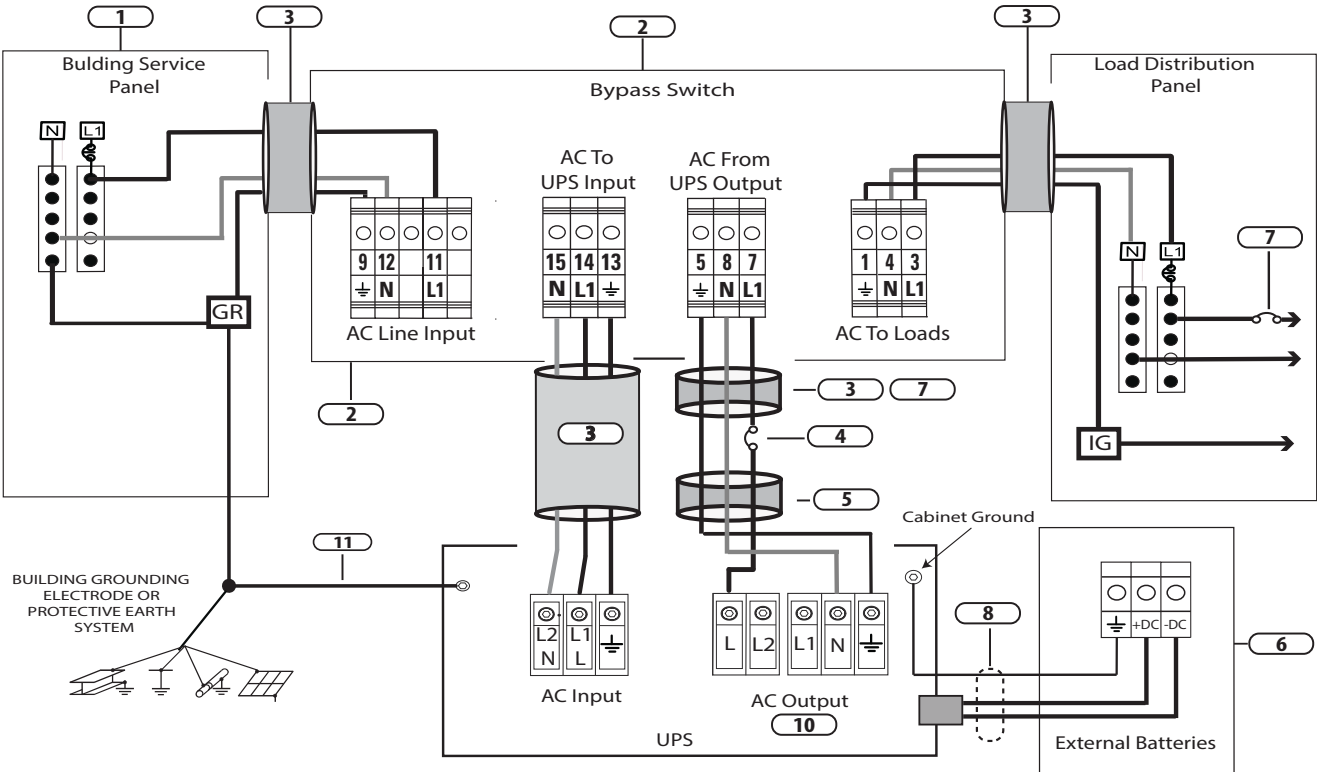 1
3
2
3
Bulding Service
Panel
Bypass Switch
Load Distribution
Panel
N L1
AC To
UPS Input
AC From
UPS Output
9 12 11
N L1
AC Line Input
15 14 13
N L1
5 8 7
N L1
1 4 3
N L1
AC To Loads
7
N L1
GR
2
3
3 7
4
5
IG
Cabinet Ground
11
BUILDING GROUNDING
ELECTRODE OR
PROTECTIVE EARTH
SYSTEM
8
+DC -DC
6
L2 L1
N L
AC Input
L L2 L1 N
AC Output
10
UPS
External Batteries